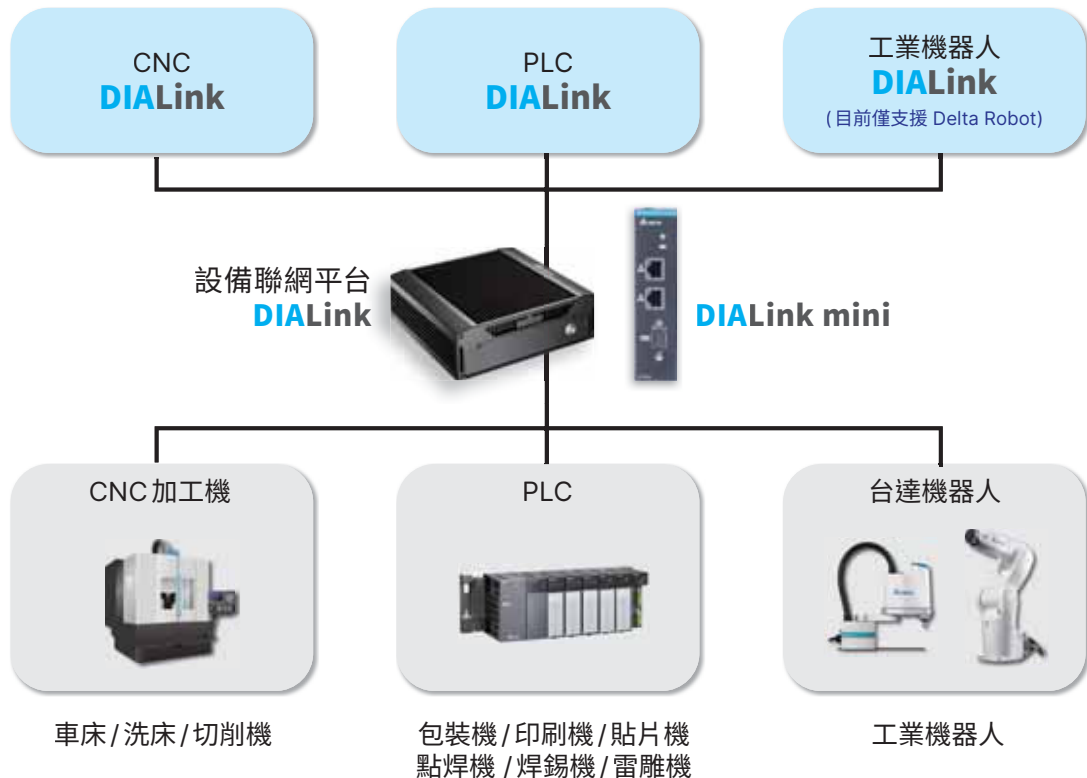 CNC
DIALink
PLC
DIALink
工業機器人
DIALink
(目前僅支援 Delta Robot)
設備聯網平台
DIALink
DIALink mini
CNC加工機
PLC
台達機器人
車床/洗床/切削機
包裝機/印刷機/貼片機
點焊機/焊錫機/雷雕機
工業機器人